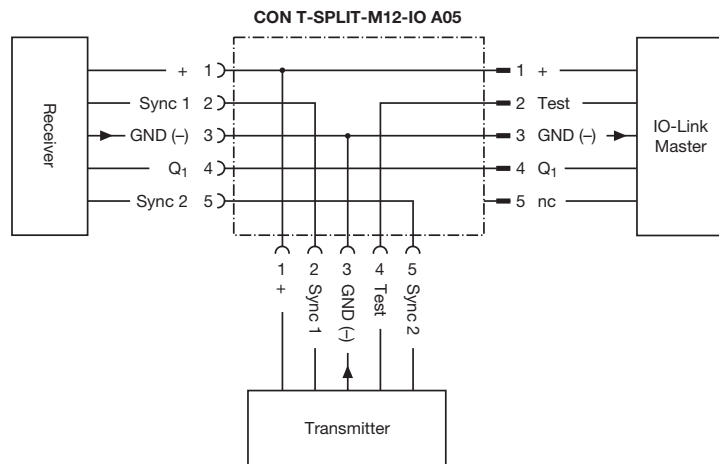 CON T-SPLIT-M12-IO A05
Receiver
+ 1
Sync 1 2
GND (–) 3
Q1 4
Sync 2 5
1 +
2 Test
3 GND (–)
4 Q1
5 nc
IO-Link
Master
1 +
2 Sync 1
3 GND (–)
4 Test
5 Sync 2
Transmitter